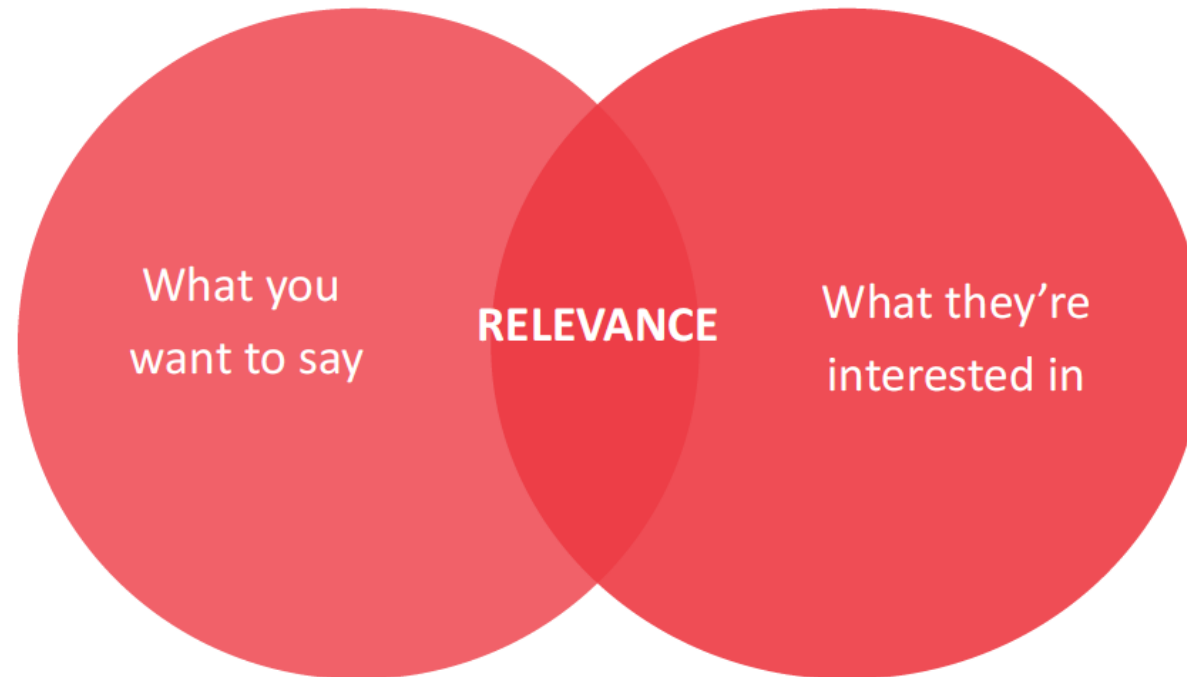 What you
want to say
RELEVANCE
What they’re
interested in